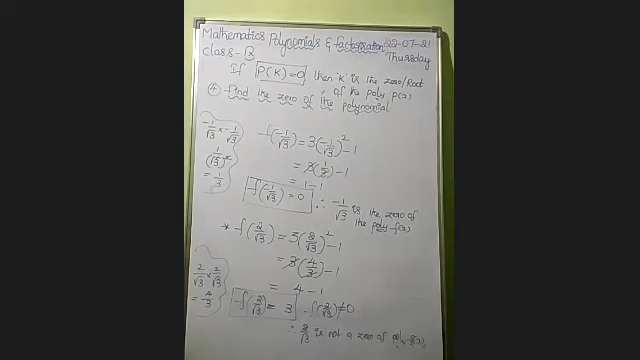 Mathematics Polynomials & factorisation 22-07-21
Class-B Thursday
If P(K)=0, then 'K' is the zero/Root
of the poly p(x)
④ Find the zero of the polynomial
-1/√3 × -1/√3
1/(√3)²
= 1/3
f(-1/√3) = 3(-1/√3)² -1
= 3(1/3) -1
= 1-1
f(-1/√3) = 0 ∴ -1/√3 is the zero of
the poly f(x)
* f(2/√3) = 3(2/√3)² -1
= 3(4/3) -1
= 4 -1
2/√3 × 2/√3
= 4/3
f(2/√3) = 3 f(2/√3) ≠ 0
∴ 2/√3 is not a zero of poly f(x).